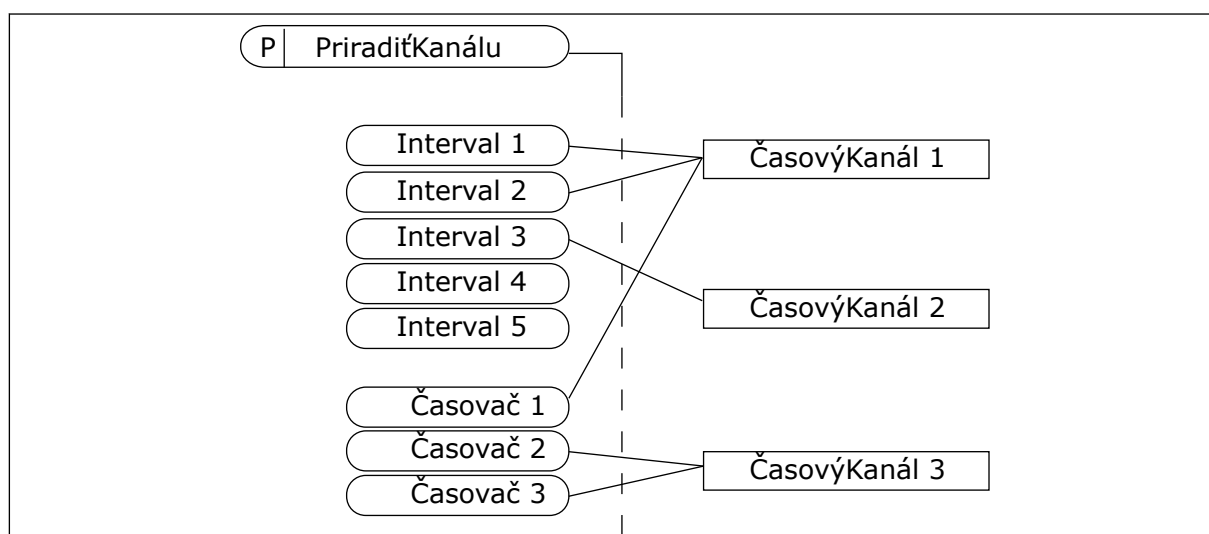 P PriradiťKanálu
Interval 1
Interval 2
Interval 3
Interval 4
Interval 5
Časovač 1
Časovač 2
Časovač 3
ČasovýKanál 1
ČasovýKanál 2
ČasovýKanál 3